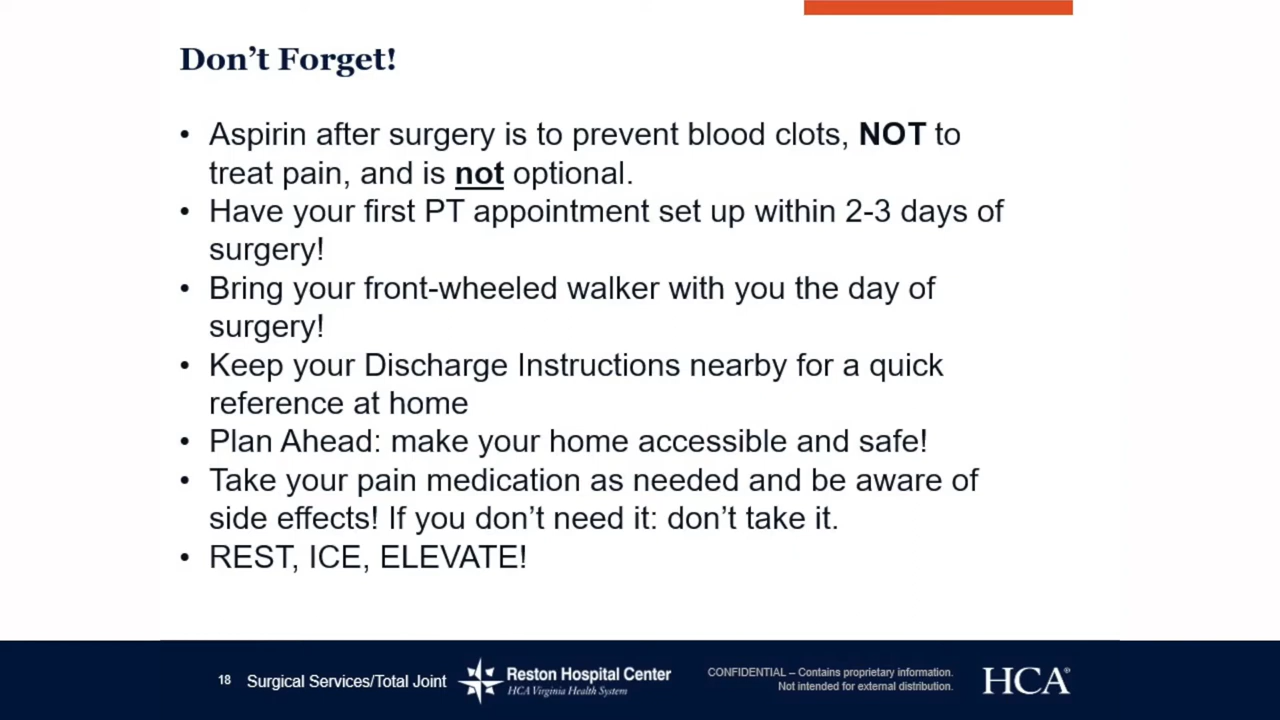 Don't Forget!
• Aspirin after surgery is to prevent blood clots, NOT to
treat pain, and is not optional.
• Have your first PT appointment set up within 2-3 days of
surgery!
• Bring your front-wheeled walker with you the day of
surgery!
• Keep your Discharge Instructions nearby for a quick
reference at home
• Plan Ahead: make your home accessible and safe!
• Take your pain medication as needed and be aware of
side effects! If you don't need it: don't take it.
• REST, ICE, ELEVATE!
18 Surgical Services/Total Joint
Reston Hospital Center
HCA Virginia Health System
CONFIDENTIAL – Contains proprietary information.
Not intended for external distribution.
HCA®